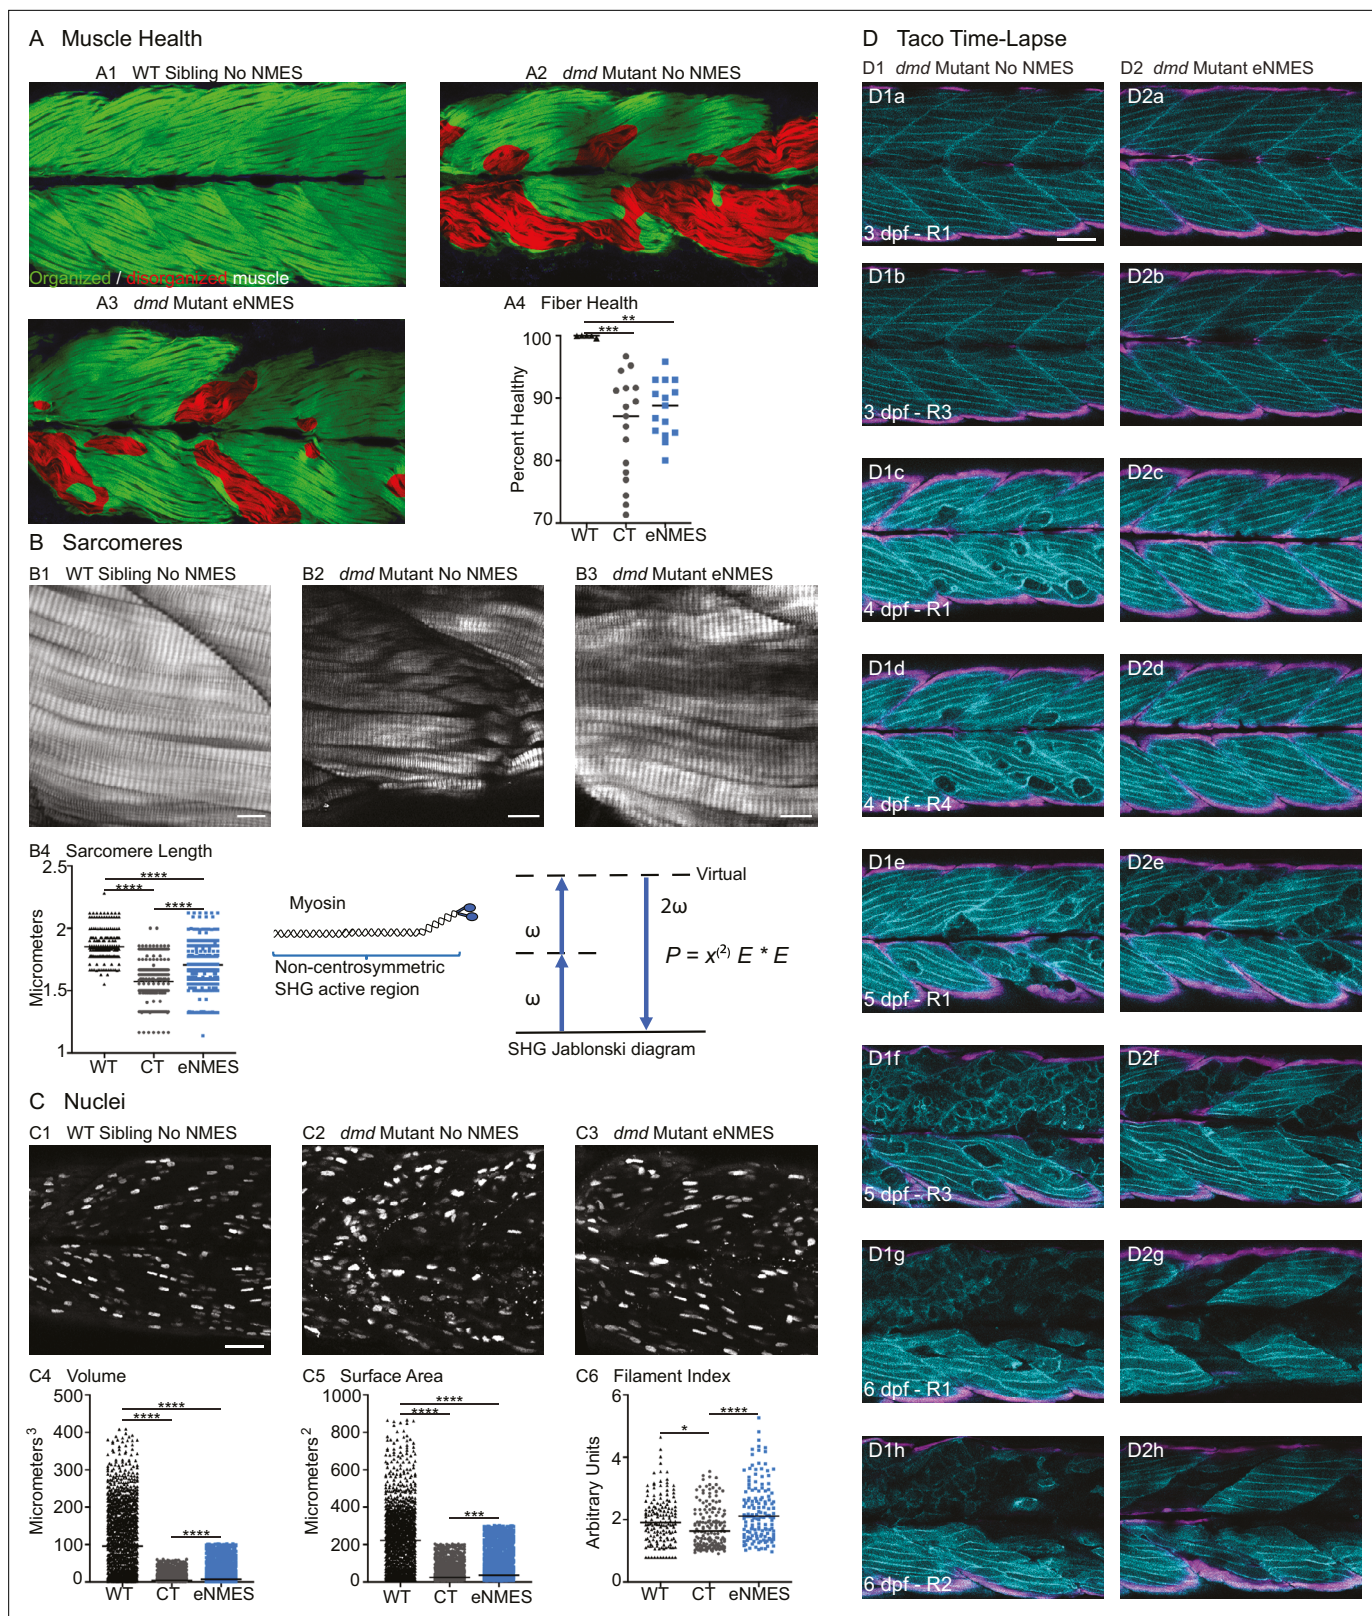 A Muscle Health
A1 WT Sibling No NMES
A2 dmd Mutant No NMES
Organized / disorganized muscle
A3 dmd Mutant eNMES
A4 Fiber Health
**
***
100
90
80
70
Percent Healthy
WT CT eNMES
B Sarcomeres
B1 WT Sibling No NMES
B2 dmd Mutant No NMES
B3 dmd Mutant eNMES
B4 Sarcomere Length
2.5
2
1.5
1
Micrometers
****
****
****
WT CT eNMES
Myosin
Non-centrosymmetric
SHG active region
Virtual
2ω
ω
ω
P = x(2) E * E
SHG Jablonski diagram
C Nuclei
C1 WT Sibling No NMES
C2 dmd Mutant No NMES
C3 dmd Mutant eNMES
C4 Volume
500
400
300
200
100
0
Micrometers3
****
****
****
WT CT eNMES
C5 Surface Area
1000
800
600
400
200
0
Micrometers2
****
****
***
WT CT eNMES
C6 Filament Index
6
4
2
0
Arbitrary Units
*
****
WT CT eNMES
D Taco Time-Lapse
D1 dmd Mutant No NMES
D2 dmd Mutant eNMES
D1a
3 dpf - R1
D2a
D1b
3 dpf - R3
D2b
D1c
4 dpf - R1
D2c
D1d
4 dpf - R4
D2d
D1e
5 dpf - R1
D2e
D1f
5 dpf - R3
D2f
D1g
6 dpf - R1
D2g
D1h
6 dpf - R2
D2h